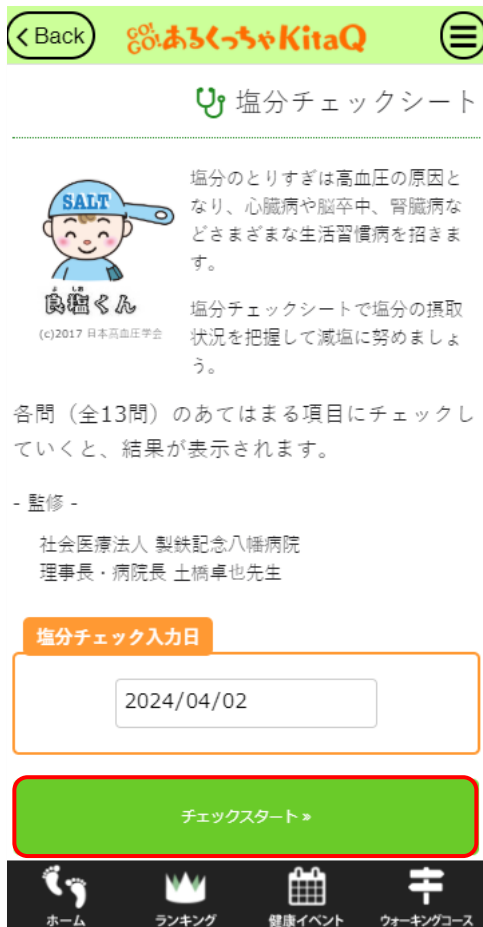 Back
GO!GO!あるくっちゃKitaQ
塩分チェックシート
SALT
よしお
良塩くん
(c)2017 日本高血圧学会
塩分のとりすぎは高血圧の原因と
なり、心臓病や脳卒中、腎臓病な
どさまざまな生活習慣病を招きま
す。
塩分チェックシートで塩分の摂取
状況を把握して減塩に努めましょ
う。
各問（全13問）のあてはまる項目にチェックし
ていくと、結果が表示されます。
- 監修 -
社会医療法人 製鉄記念八幡病院
理事長・病院長 土橋卓也先生
塩分チェック入力日
2024/04/02
チェックスタート»
ホーム ランキング 健康イベント ウォーキングコース